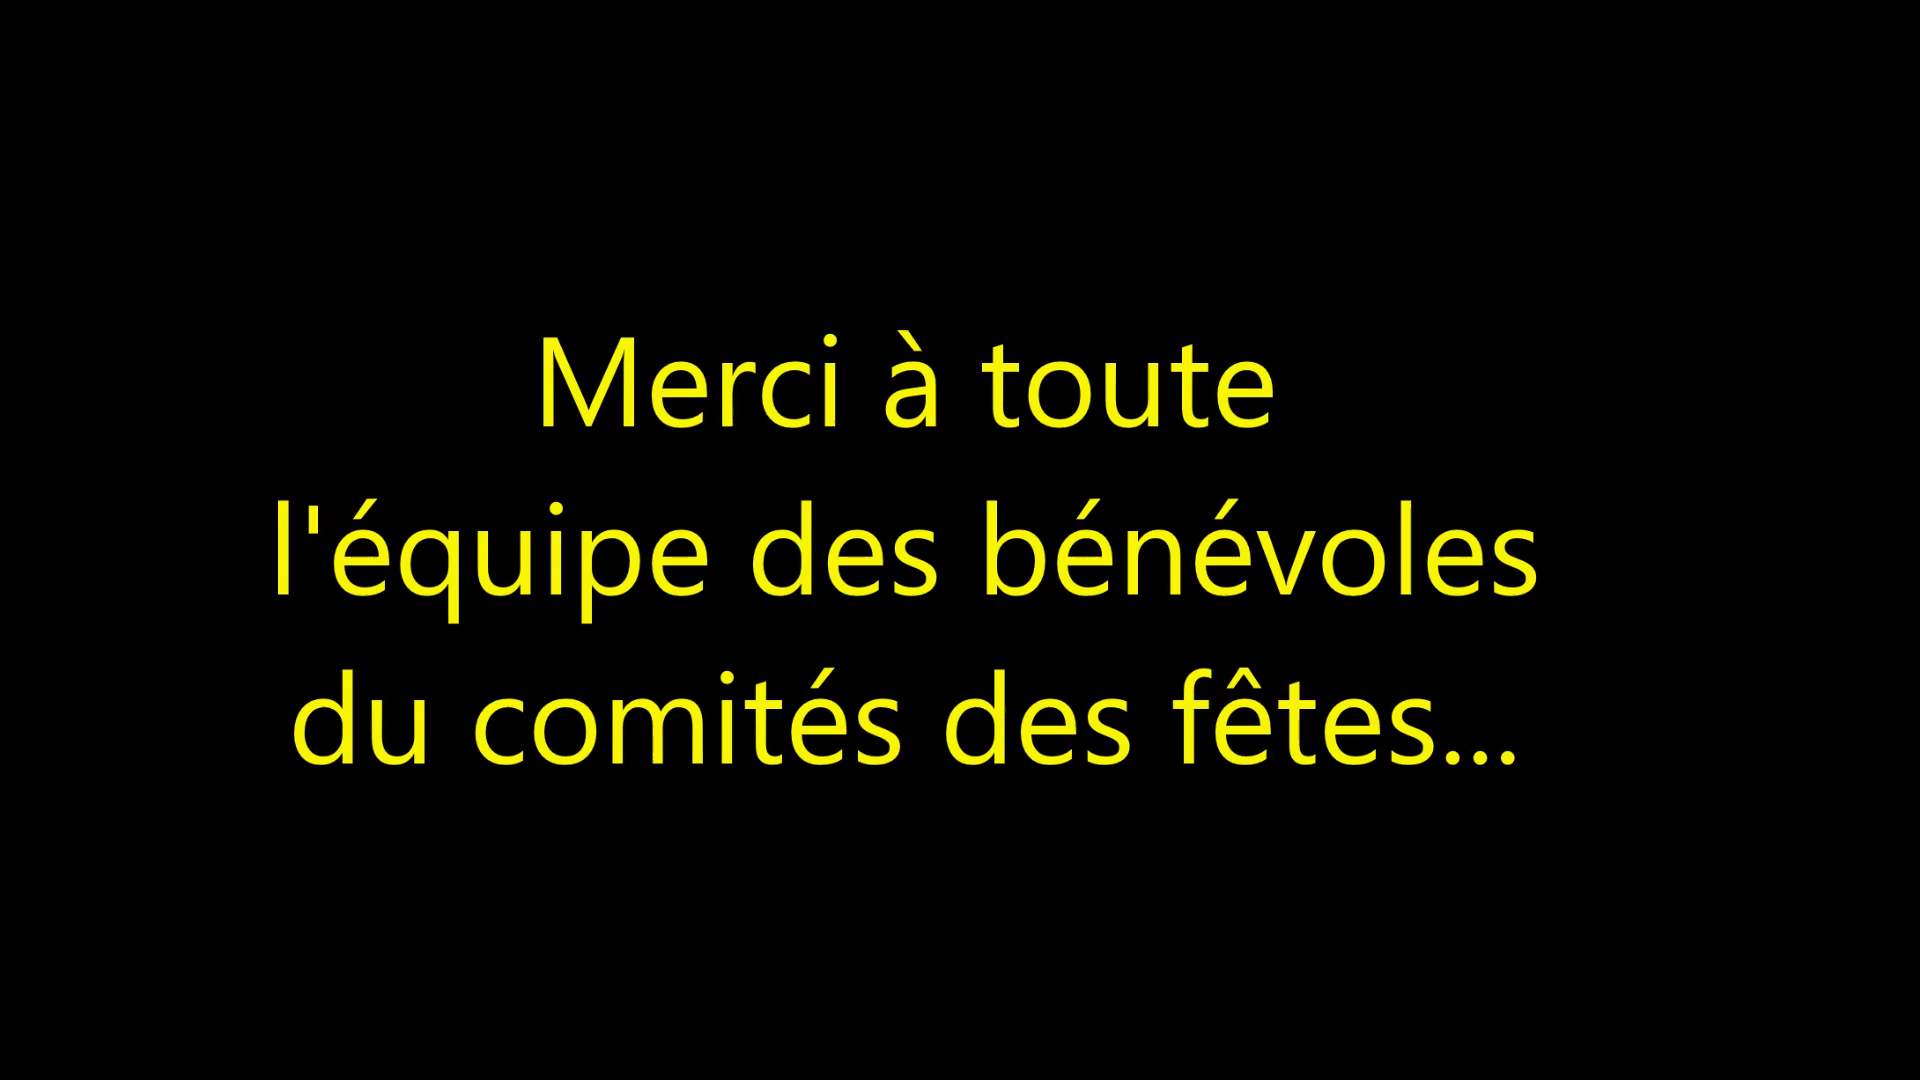 Merci à toute
l'équipe des bénévoles
du comités des fêtes...